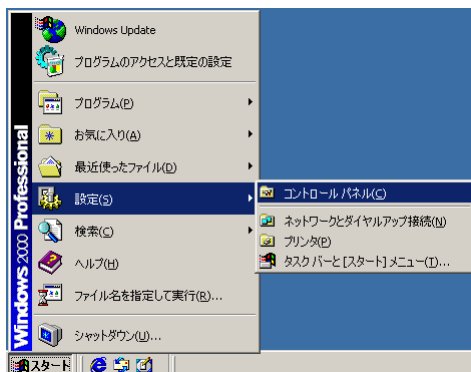 Windows Update
プログラムのアクセスと既定の設定
プログラム(P)
お気に入り(A)
最近使ったファイル(D)
設定(S)
検索(C)
ヘルプ(H)
ファイル名を指定して実行(R)...
シャットダウン(U)...
コントロール パネル(C)
ネットワークとダイヤルアップ接続(N)
プリンタ(P)
タスク バーと [スタート] メニュー(T)...
Windows 2000 Professional
スタート